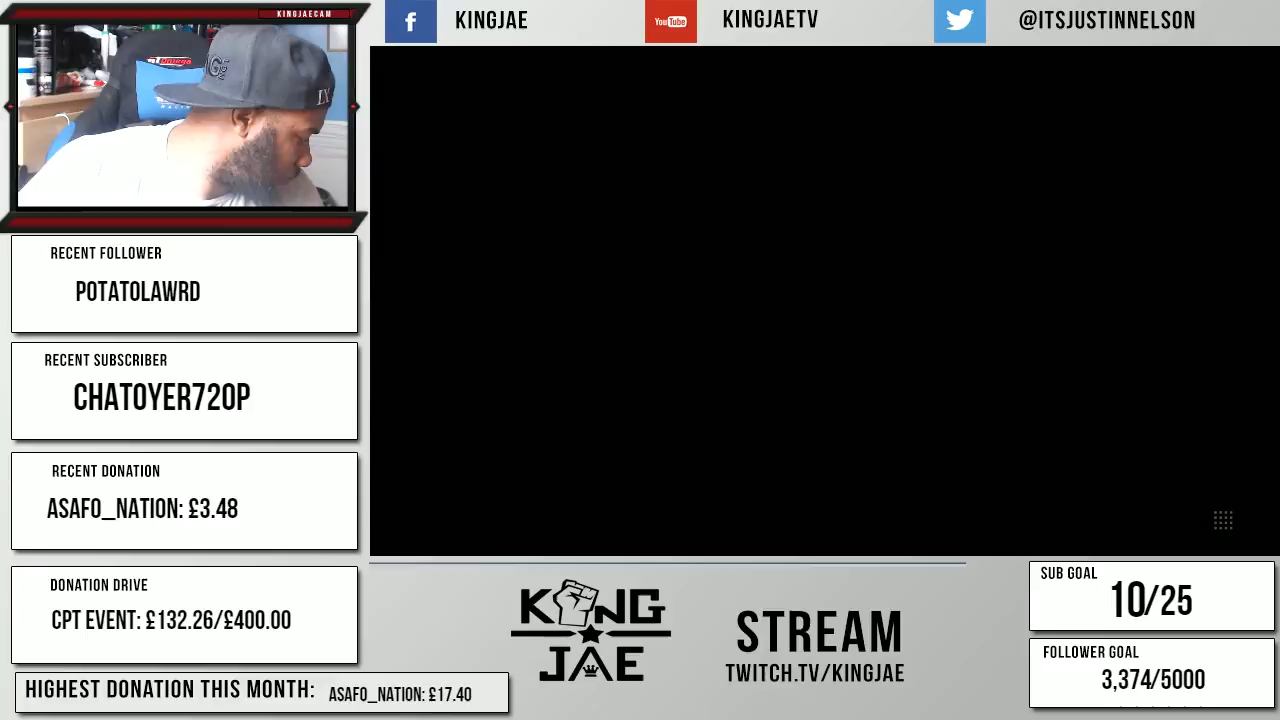 KINGJAECAM
KINGJAE
YouTube
KINGJAETV
@ITSJUSTINNELSON
IX
RECENT FOLLOWER
POTATOLAWRD
RECENT SUBSCRIBER
CHATOYER720P
RECENT DONATION
ASAFO_NATION: £3.48
DONATION DRIVE
CPT EVENT: £132.26/£400.00
HIGHEST DONATION THIS MONTH: ASAFO_NATION: £17.40
KING
JAE
STREAM
TWITCH.TV/KINGJAE
SUB GOAL
10/25
FOLLOWER GOAL
3,374/5000